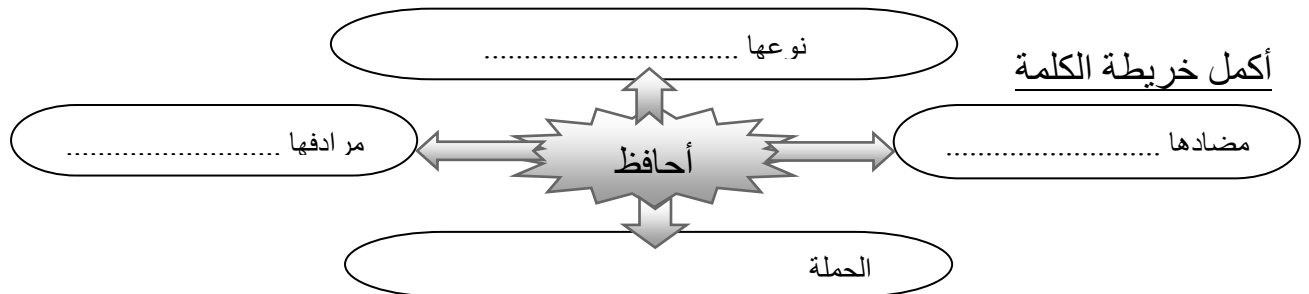 أكمل خريطة الكلمة
نوعها ...............................
مضادها ..........................
أحافظ
مرادفها ..........................
الجملة